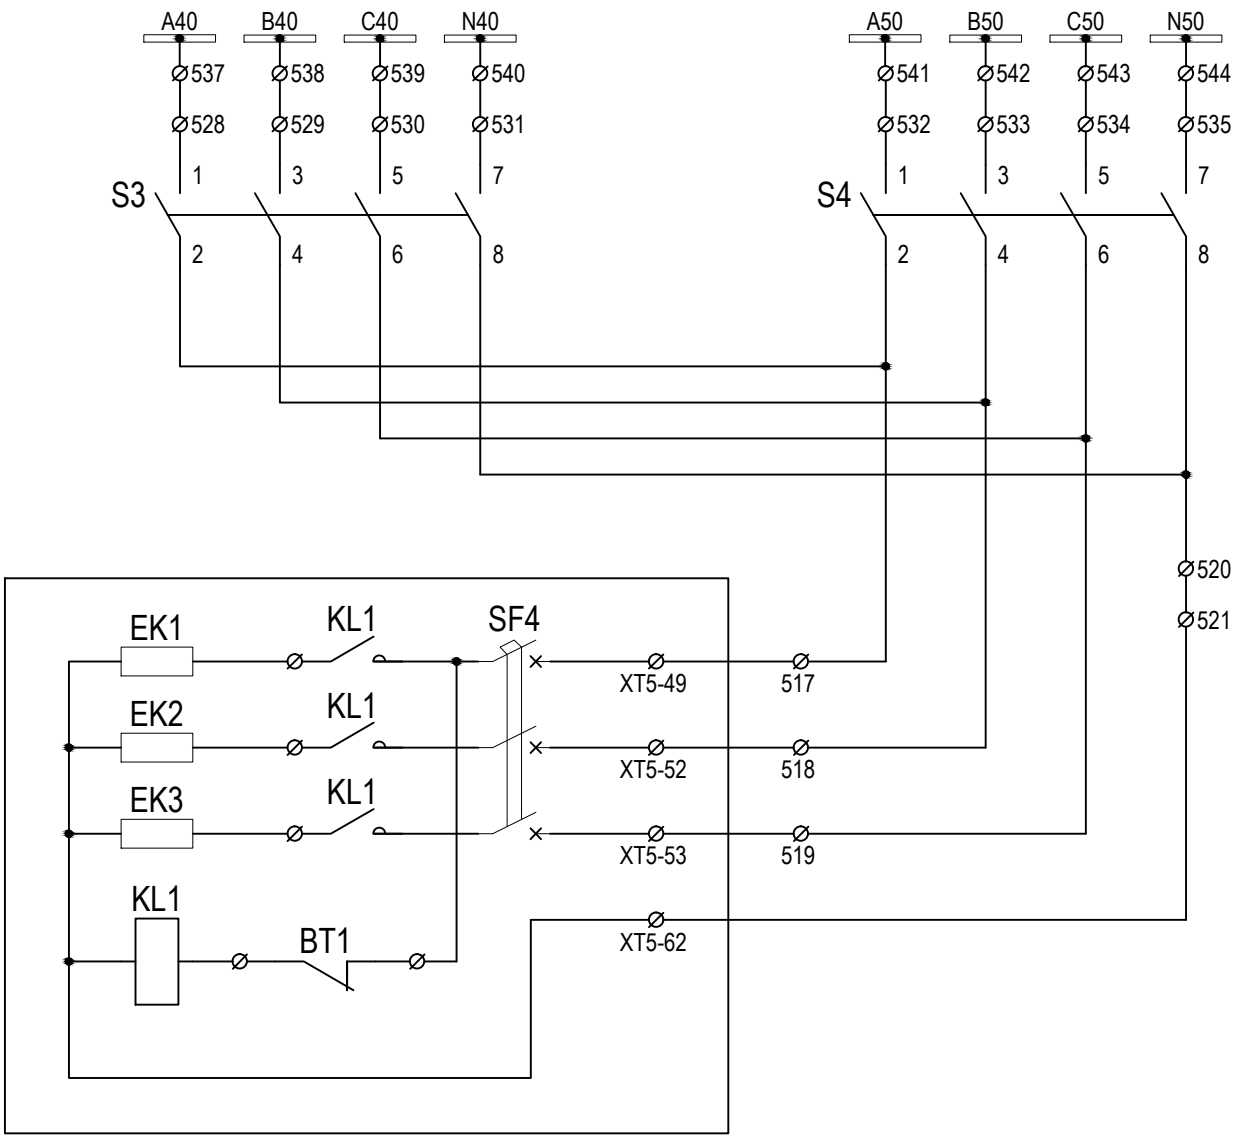 A40 B40 C40 N40 A50 B50 C50 N50
537 538 539 540 541 542 543 544
528 529 530 531 532 533 534 535
1 3 5 7 1 3 5 7
S3 S4
2 4 6 8 2 4 6 8
520
521
EK1 KL1 SF4
XT5-49 517
EK2 KL1
XT5-52 518
EK3 KL1
XT5-53 519
KL1
BT1 XT5-62